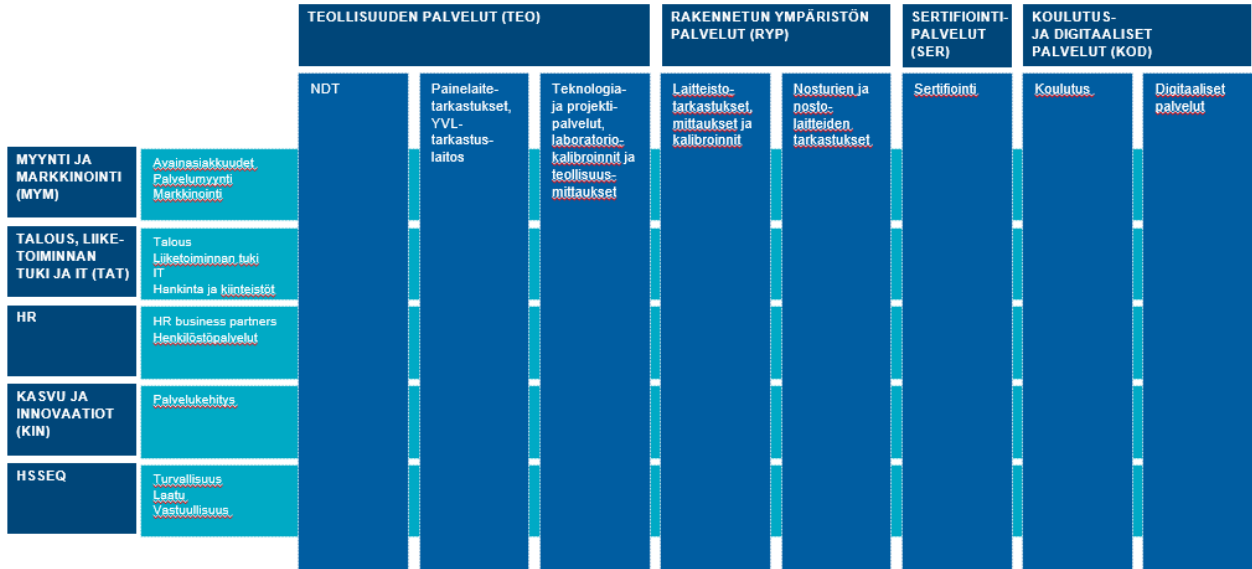 TEOLLISUUDEN PALVELUT (TEO)
RAKENNETUN YMPÄRISTÖN
PALVELUT (RYP)
SERTIFIOINTI-
PALVELUT
(SER)
KOULUTUS-
JA DIGITAALISET
PALVELUT (KOD)
NDT
Painelaite-
tarkastukset,
YVL-
tarkastus-
laitos
Teknologia-
ja projekti-
palvelut,
laboratorio-
kalibroinnit ja
teollisuus-
mittaukset
Laitteisto-
tarkastukset,
mittaukset ja
kalibroinnit
Nosturien ja
nosto-
laitteiden
tarkastukset
Sertifiointi
Koulutus
Digitaaliset
palvelut
MYYNTI JA
MARKKINOINTI
(MYM)
Avainasiakkuudet
Palvelumyynti
Markkinointi
TALOUS, LIIKE-
TOIMINNAN
TUKI JA IT (TAT)
Talous
Liiketoiminnan tuki
IT
Hankinta ja kiinteistöt
HR
HR business partners
Henkilöstöpalvelut
KASVU JA
INNOVAATIOT
(KIN)
Palvelukehitys
HSSEQ
Turvallisuus
Laatu
Vastuullisuus